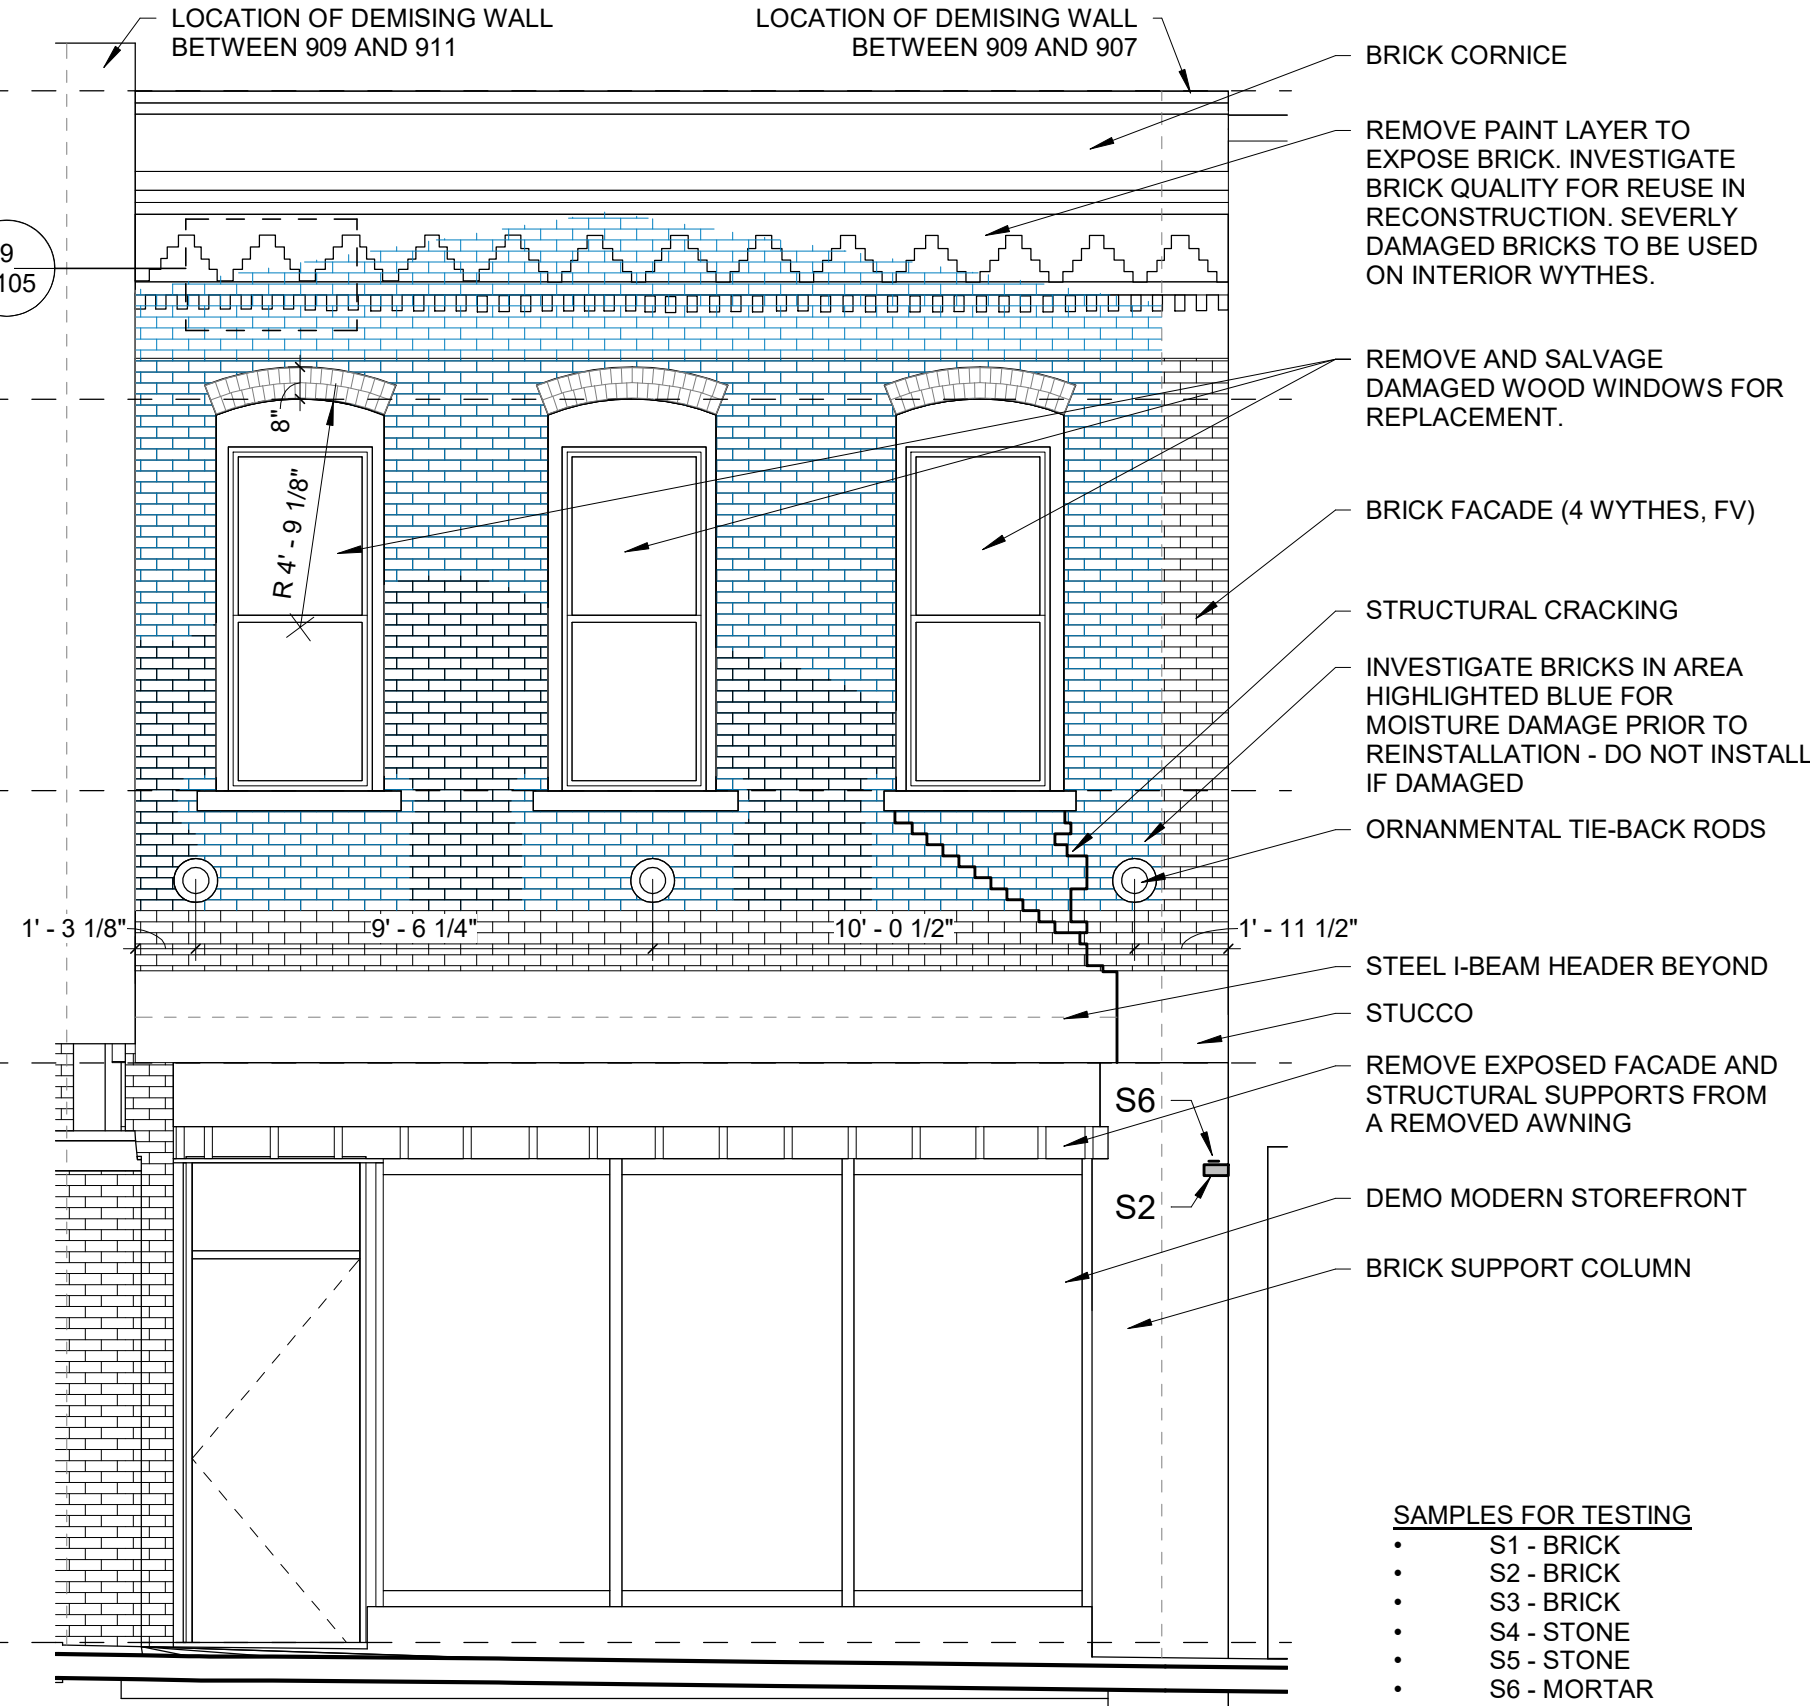 LOCATION OF DEMISING WALL
BETWEEN 909 AND 911
LOCATION OF DEMISING WALL
BETWEEN 909 AND 907
BRICK CORNICE
REMOVE PAINT LAYER TO
EXPOSE BRICK. INVESTIGATE
BRICK QUALITY FOR REUSE IN
RECONSTRUCTION. SEVERLY
DAMAGED BRICKS TO BE USED
ON INTERIOR WYTHES.
9
105
REMOVE AND SALVAGE
DAMAGED WOOD WINDOWS FOR
REPLACEMENT.
8"
R 4' - 9 1/8"
BRICK FACADE (4 WYTHES, FV)
STRUCTURAL CRACKING
INVESTIGATE BRICKS IN AREA
HIGHLIGHTED BLUE FOR
MOISTURE DAMAGE PRIOR TO
REINSTALLATION - DO NOT INSTALL
IF DAMAGED
ORNANMENTAL TIE-BACK RODS
1' - 3 1/8"
9' - 6 1/4"
10' - 0 1/2"
1' - 11 1/2"
STEEL I-BEAM HEADER BEYOND
STUCCO
REMOVE EXPOSED FACADE AND
STRUCTURAL SUPPORTS FROM
A REMOVED AWNING
S6
S2
DEMO MODERN STOREFRONT
BRICK SUPPORT COLUMN
SAMPLES FOR TESTING
• S1 - BRICK
• S2 - BRICK
• S3 - BRICK
• S4 - STONE
• S5 - STONE
• S6 - MORTAR